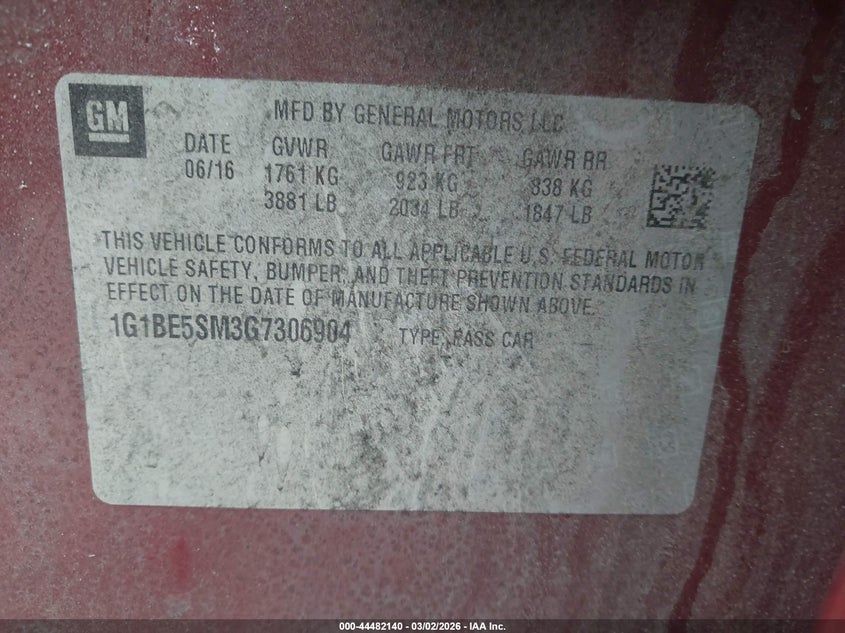 GM
MFD BY GENERAL MOTORS LLC
DATE GVWR GAWR FRT GAWR RR
06/16 1761 KG 923 KG 838 KG
3881 LB 2034 LB 1847 LB
THIS VEHICLE CONFORMS TO ALL APPLICABLE U.S. FEDERAL MOTOR
VEHICLE SAFETY, BUMPER, AND THEFT PREVENTION STANDARDS IN
EFFECT ON THE DATE OF MANUFACTURE SHOWN ABOVE.
1G1BE5SM3G7306904 TYPE: PASS CAR
000-44482140 - 03/02/2026 - IAA Inc.